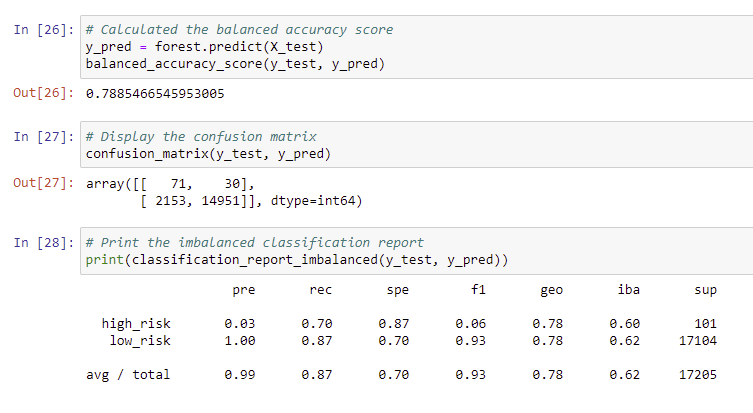 In [26]: # Calculated the balanced accuracy score
y_pred = forest.predict(X_test)
balanced_accuracy_score(y_test, y_pred)
Out[26]: 0.7885466545953005
In [27]: # Display the confusion matrix
confusion_matrix(y_test, y_pred)
Out[27]: array([[   71,    30],
       [ 2153, 14951]], dtype=int64)
In [28]: # Print the imbalanced classification report
print(classification_report_imbalanced(y_test, y_pred))
pre rec spe f1 geo iba sup
high_risk 0.03 0.70 0.87 0.06 0.78 0.60 101
low_risk 1.00 0.87 0.70 0.93 0.78 0.62 17104
avg / total 0.99 0.87 0.70 0.93 0.78 0.62 17205